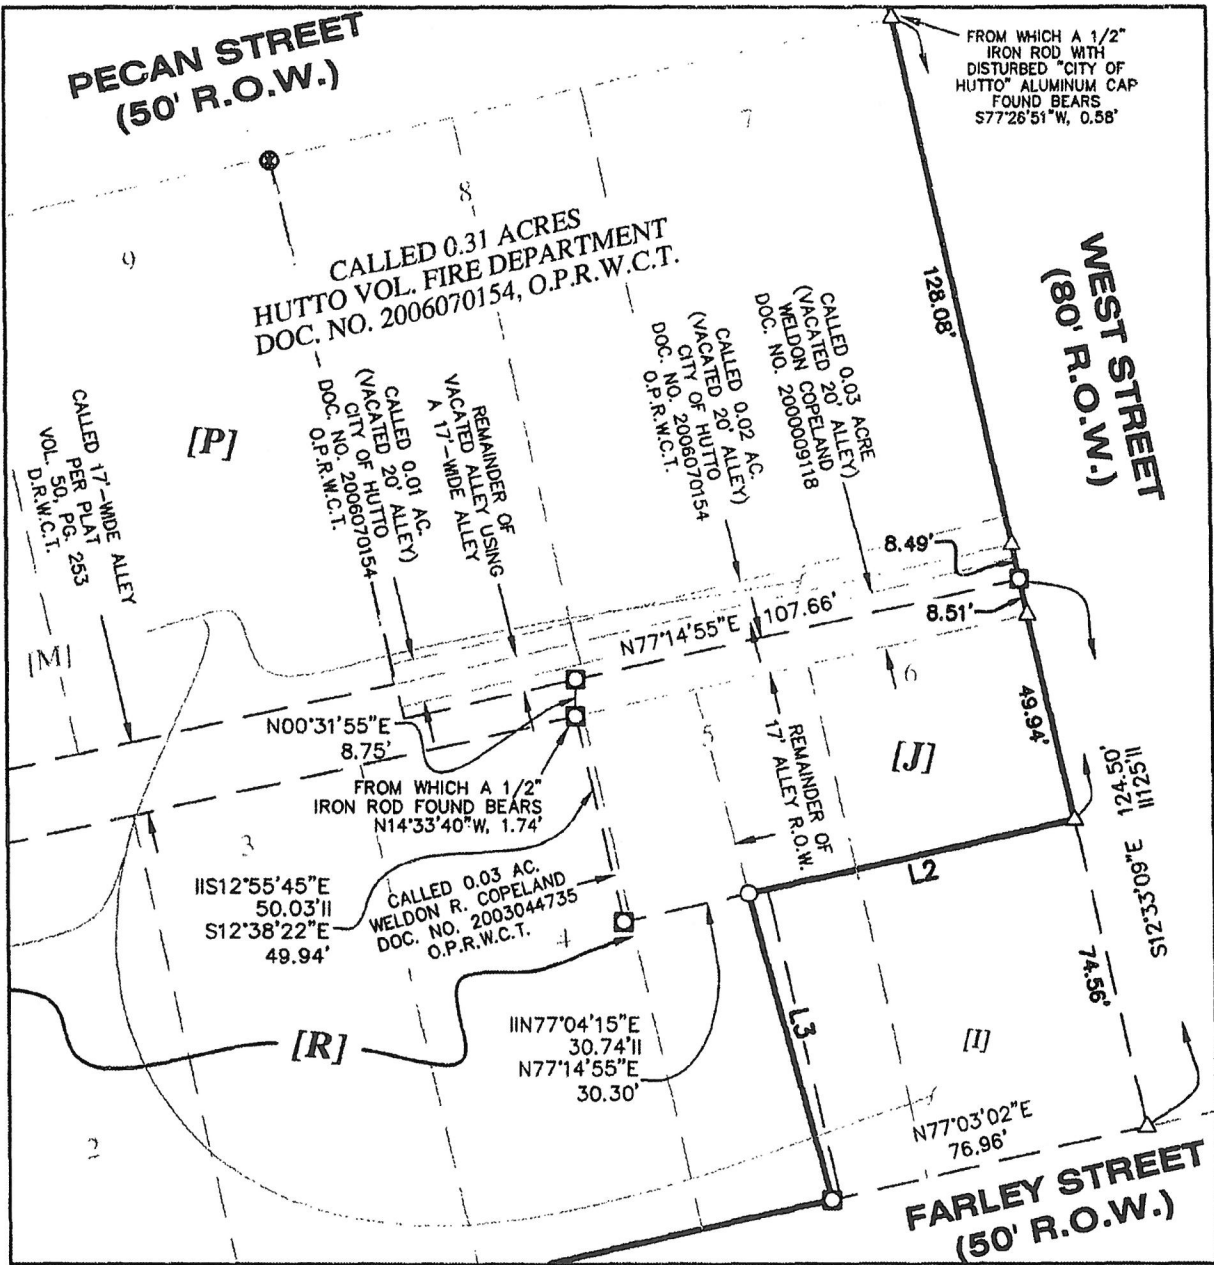 PECAN STREET
(50' R.O.W.)
FROM WHICH A 1/2"
IRON ROD WITH
DISTURBED "CITY OF
HUTTO" ALUMINUM CAP
FOUND BEARS
S77°26'51"W, 0.58'
7
8
9
CALLED 0.31 ACRES
HUTTO VOL. FIRE DEPARTMENT
DOC. NO. 2006070154, O.P.R.W.C.T.
WEST STREET
(80' R.O.W.)
128.08'
CALLED 0.03 ACRE
(VACATED 20' ALLEY)
WELDON COPELAND
DOC. NO. 2000009118
CALLED 0.02 AC.
(VACATED 20' ALLEY)
CITY OF HUTTO
DOC. NO. 2006070154
O.P.R.W.C.T.
REMAINDER OF
VACATED ALLEY USING
A 17'-WIDE ALLEY
CALLED 0.01 AC.
(VACATED 20' ALLEY)
CITY OF HUTTO
DOC. NO. 2006070154
O.P.R.W.C.T.
CALLED 17'-WIDE ALLEY
PER PLAT
VOL. 50, PG. 253
D.R.W.C.T.
[P]
[M]
8.49'
8.51'
N77°14'55"E 107.66'
6
5
[J]
49.94'
REMAINDER OF
17' ALLEY R.O.W.
N00°31'55"E
8.75'
FROM WHICH A 1/2"
IRON ROD FOUND BEARS
N14°33'40"W, 1.74'
3
IIS12°55'45"E
50.03'II
S12°38'22"E
49.94'
CALLED 0.03 AC.
WELDON R. COPELAND
DOC. NO. 2003044735
O.P.R.W.C.T.
4
L2
S12°33'09"E 124.50'
II125'II
74.56'
[R]
IIN77°04'15"E
30.74'II
N77°14'55"E
30.30'
L3
[I]
2
N77°03'02"E
76.96'
FARLEY STREET
(50' R.O.W.)